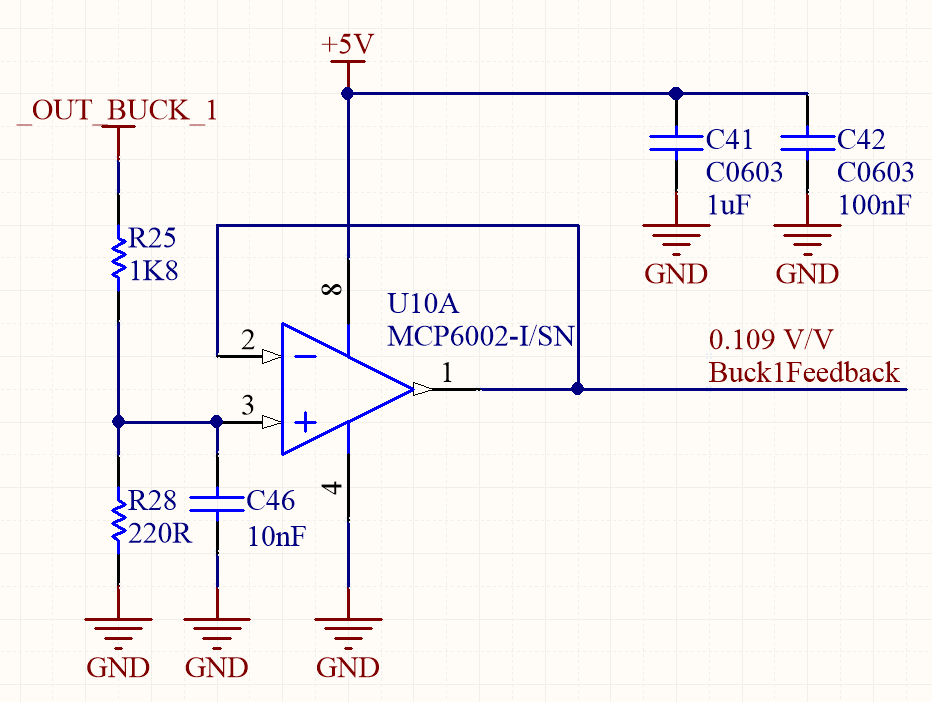 +5V
_OUT_BUCK_1
C41
C0603
1uF
C42
C0603
100nF
R25
1K8
GND
GND
8
U10A
MCP6002-I/SN
2
1
0.109 V/V
Buck1Feedback
3
4
R28
220R
C46
10nF
GND
GND
GND